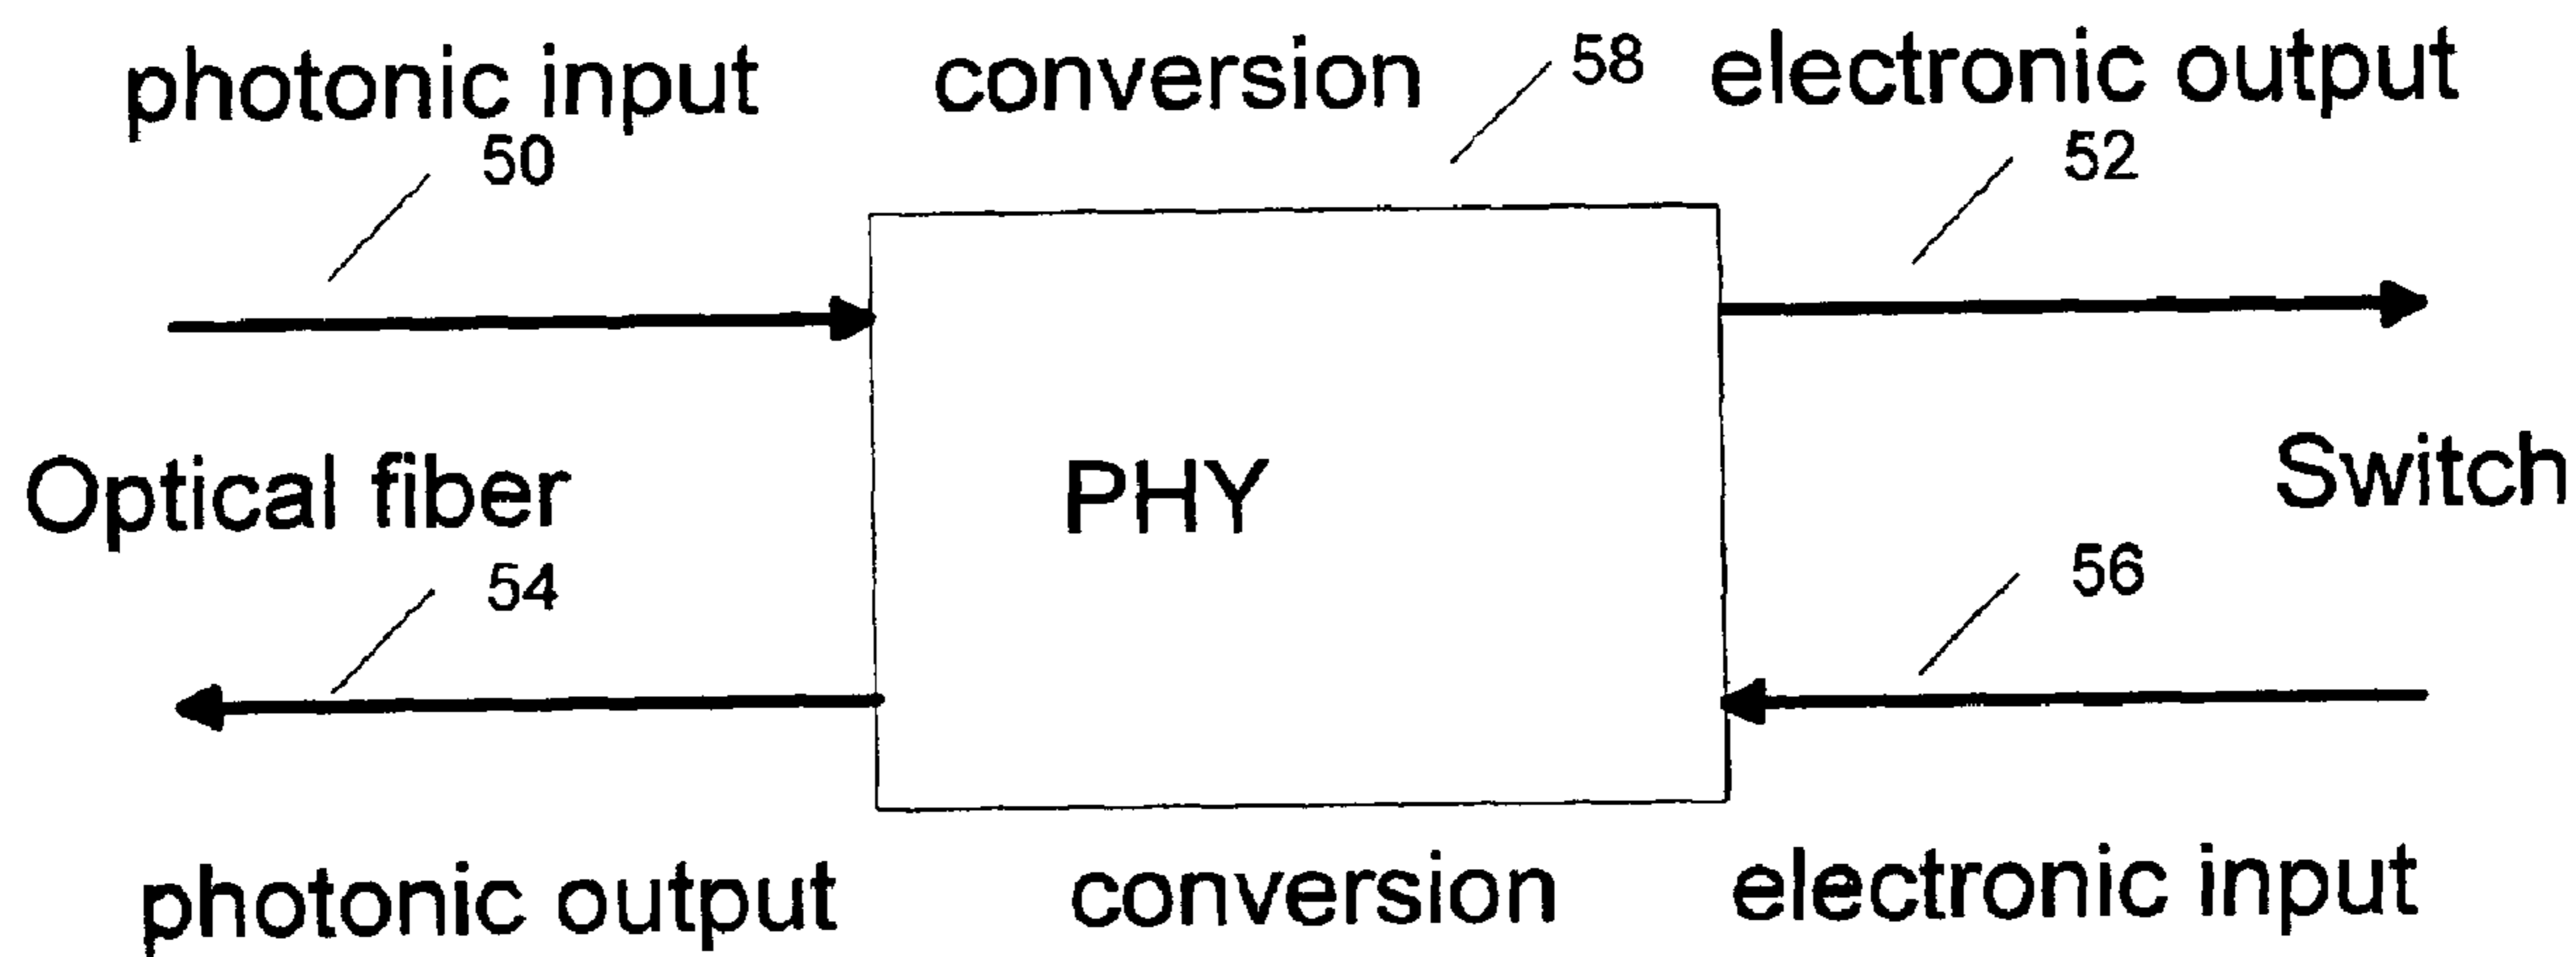 photonic input
conversion
58
electronic output
50
52
Optical fiber
PHY
Switch
54
56
photonic output
conversion
electronic input